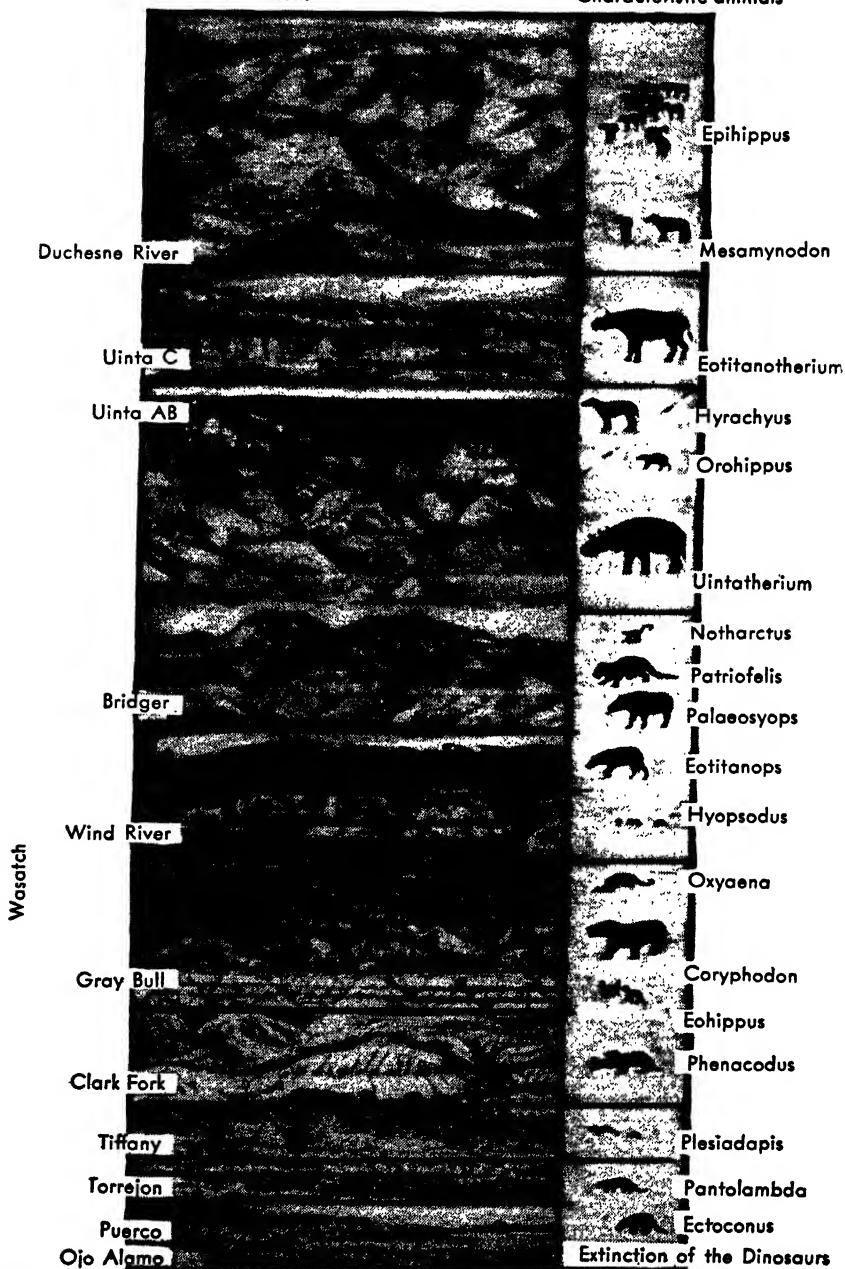 Characteristic animals
Epihippus
Duchesne River
Mesamynodon
Uinta C
Eotitanotherium
Uinta AB
Hyrachyus
Orohippus
Uintatherium
Notharctus
Patriofelis
Bridger
Palaeosyops
Eotitanops
Wind River
Hyopsodus
Wasatch
Oxyaena
Gray Bull
Coryphodon
Eohippus
Phenacodus
Clark Fork
Tiffany
Plesiadapis
Torrejon
Pantolambda
Puerco
Ectoconus
Ojo Alamo
Extinction of the Dinosaurs